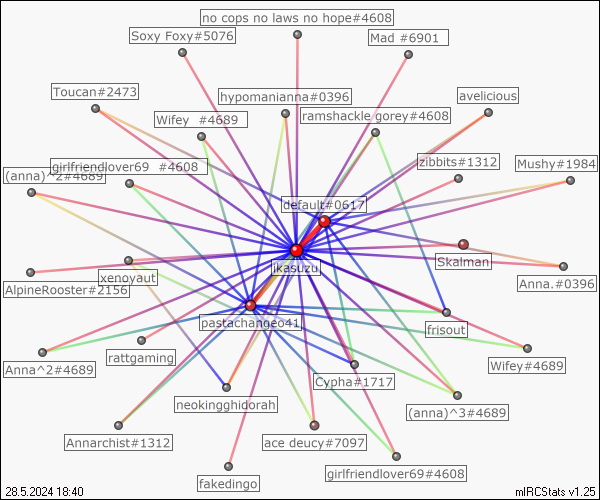 no cops no laws no hope#4608
Soxy Foxy#5076
Mad #6901
Toucan#2473
hypomanianna#0396
avelicious
Wifey #4689
ramshackle gorey#4608
zibbits#1312
Mushy#1984
girlfriendlover69 #4608
(anna)^2#4689
default#0617
Skalman
ikasuzu
xenoyaut
Anna.#0396
AlpineRooster#2156
pastachange41
frisout
rattgaming
Anna^2#4689
Wifey#4689
Cypha#1717
neokingghidorah
(anna)^3#4689
Annarchist#1312
ace deucy#7097
fakedingo
girlfriendlover69#4608
28.5.2024 18:40
mIRCStats v1.25